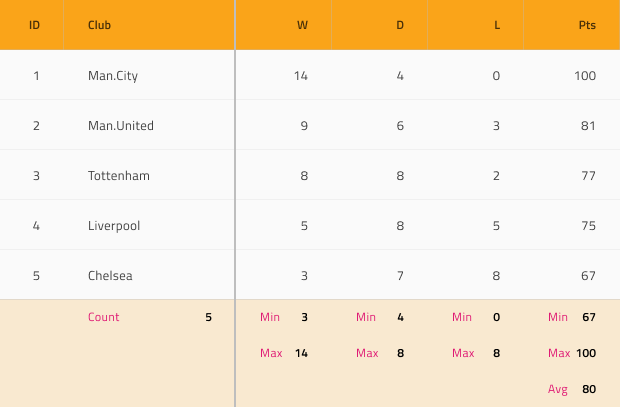 ID Club W D L Pts
1 Man.City 14 4 0 100
2 Man.United 9 6 3 81
3 Tottenham 8 8 2 77
4 Liverpool 5 8 5 75
5 Chelsea 3 7 8 67
Count 5 Min 3 Min 4 Min 0 Min 67
Max 14 Max 8 Max 8 Max 100
Avg 80